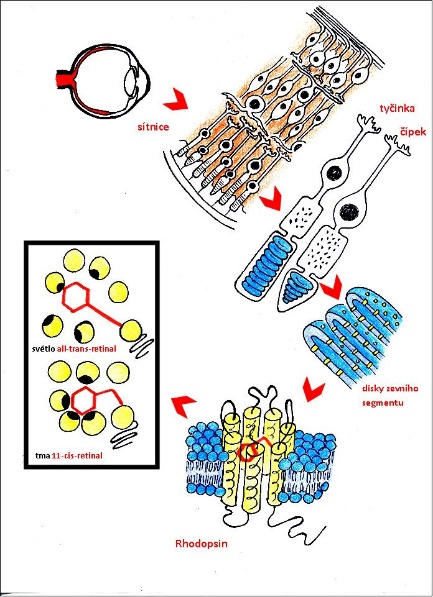 sítnice
tyčinka
čípek
disky zevního
segmentu
světlo all-trans-retinal
tma 11-cis-retinal
Rhodopsin